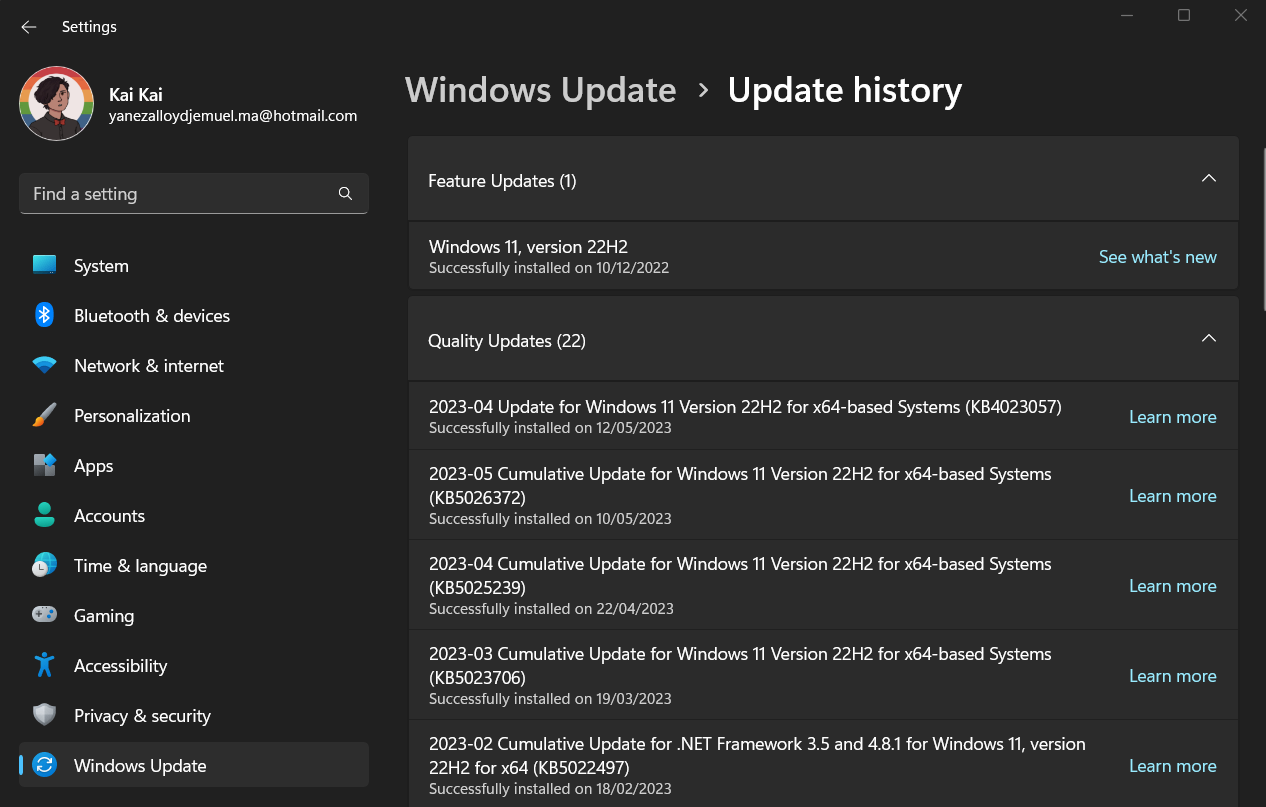 Settings
Kai Kai
yanezalloydjemuel.ma@hotmail.com
Find a setting
System
Bluetooth & devices
Network & internet
Personalization
Apps
Accounts
Time & language
Gaming
Accessibility
Privacy & security
Windows Update
Windows Update > Update history
Feature Updates (1)
Windows 11, version 22H2
Successfully installed on 10/12/2022
See what's new
Quality Updates (22)
2023-04 Update for Windows 11 Version 22H2 for x64-based Systems (KB4023057)
Successfully installed on 12/05/2023
Learn more
2023-05 Cumulative Update for Windows 11 Version 22H2 for x64-based Systems
(KB5026372)
Successfully installed on 10/05/2023
Learn more
2023-04 Cumulative Update for Windows 11 Version 22H2 for x64-based Systems
(KB5025239)
Successfully installed on 22/04/2023
Learn more
2023-03 Cumulative Update for Windows 11 Version 22H2 for x64-based Systems
(KB5023706)
Successfully installed on 19/03/2023
Learn more
2023-02 Cumulative Update for .NET Framework 3.5 and 4.8.1 for Windows 11, version
22H2 for x64 (KB5022497)
Successfully installed on 18/02/2023
Learn more